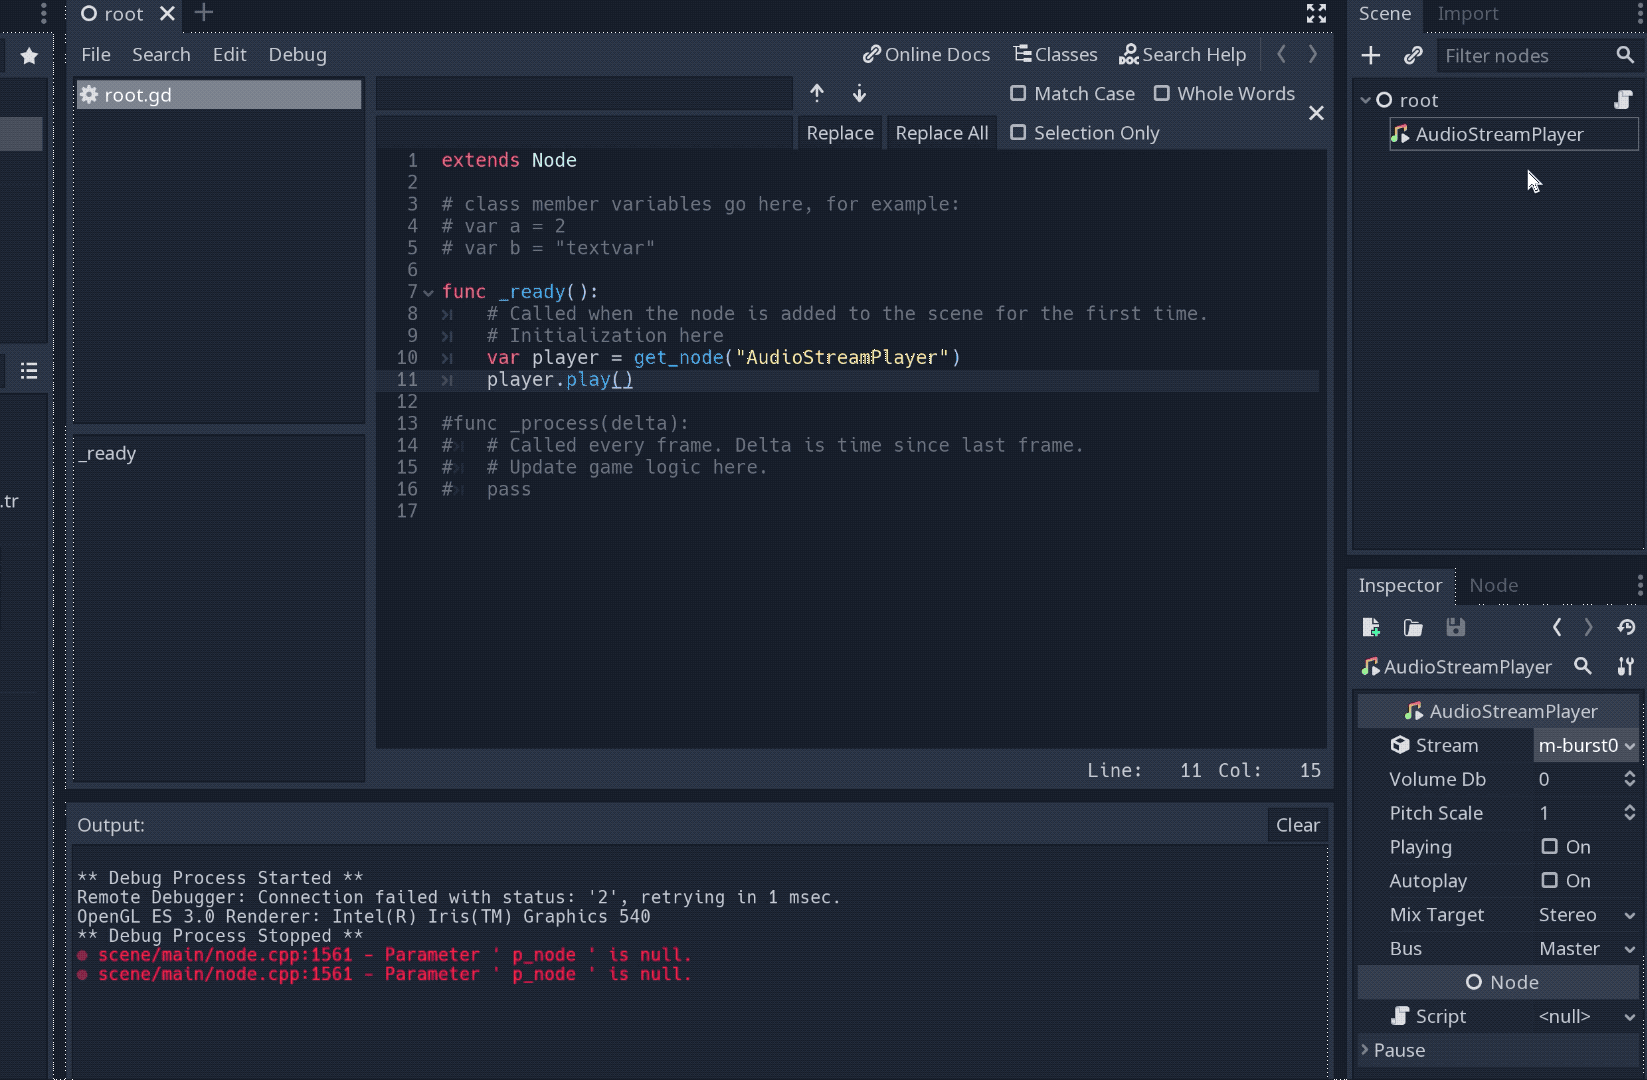 root
File Search Edit Debug Online Docs Classes Search Help
root.gd
Match Case Whole Words
Replace Replace All Selection Only
1 extends Node
2
3 # class member variables go here, for example:
4 # var a = 2
5 # var b = "textvar"
6
7 func _ready():
8 # Called when the node is added to the scene for the first time.
9 # Initialization here
10 var player = get_node("AudioStreamPlayer")
11 player.play()
12
13 #func _process(delta):
14 # # Called every frame. Delta is time since last frame.
15 # # Update game logic here.
16 # pass
17
_ready
.tr
Line: 11 Col: 15
Output: Clear
** Debug Process Started **
Remote Debugger: Connection failed with status: '2', retrying in 1 msec.
OpenGL ES 3.0 Renderer: Intel(R) Iris(TM) Graphics 540
** Debug Process Stopped **
scene/main/node.cpp:1561 - Parameter ' p_node ' is null.
scene/main/node.cpp:1561 - Parameter ' p_node ' is null.
Scene Import
Filter nodes
root
AudioStreamPlayer
Inspector Node
AudioStreamPlayer
AudioStreamPlayer
Stream m-burst0
Volume Db 0
Pitch Scale 1
Playing On
Autoplay On
Mix Target Stereo
Bus Master
Node
Script <null>
Pause